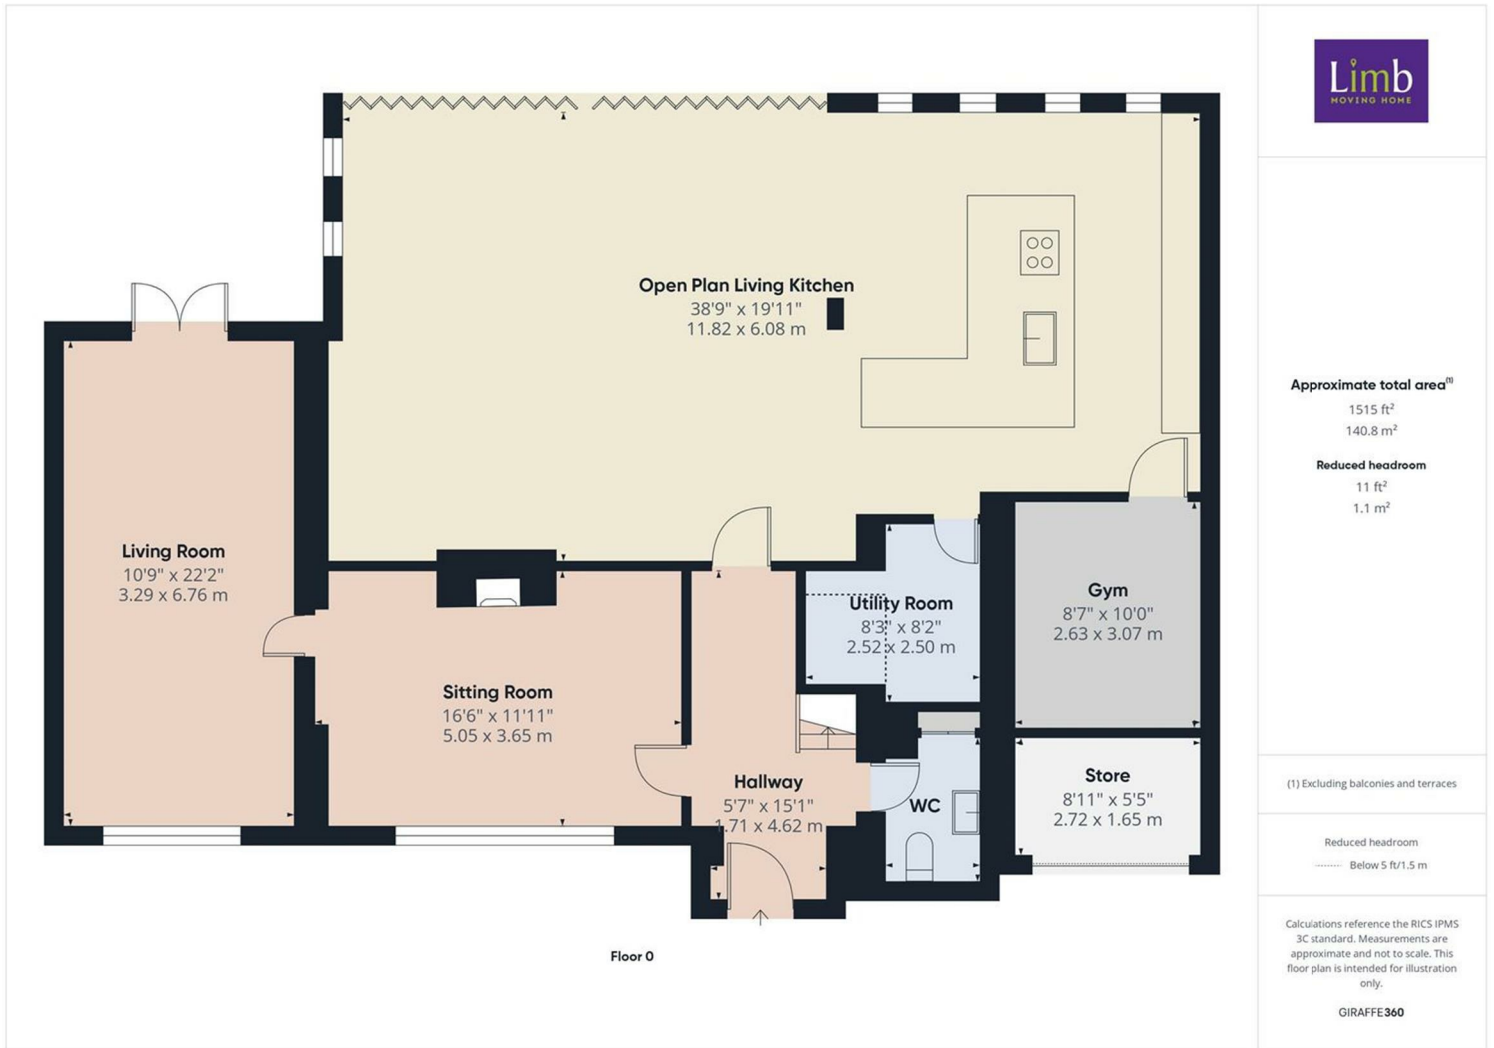 Limb
MOVING HOME
Open Plan Living Kitchen
38'9" x 19'11"
11.82 x 6.08 m
Living Room
10'9" x 22'2"
3.29 x 6.76 m
Sitting Room
16'6" x 11'11"
5.05 x 3.65 m
Utility Room
8'3" x 8'2"
2.52 x 2.50 m
Gym
8'7" x 10'0"
2.63 x 3.07 m
Hallway
5'7" x 15'1"
1.71 x 4.62 m
WC
Store
8'11" x 5'5"
2.72 x 1.65 m
Floor 0
Approximate total area(1)
1515 ft²
140.8 m²
Reduced headroom
11 ft²
1.1 m²
(1) Excluding balconies and terraces
Reduced headroom
Below 5 ft/1.5 m
Calculations reference the RICS IPMS
3C standard. Measurements are
approximate and not to scale. This
floor plan is intended for illustration
only.
GIRAFFE360